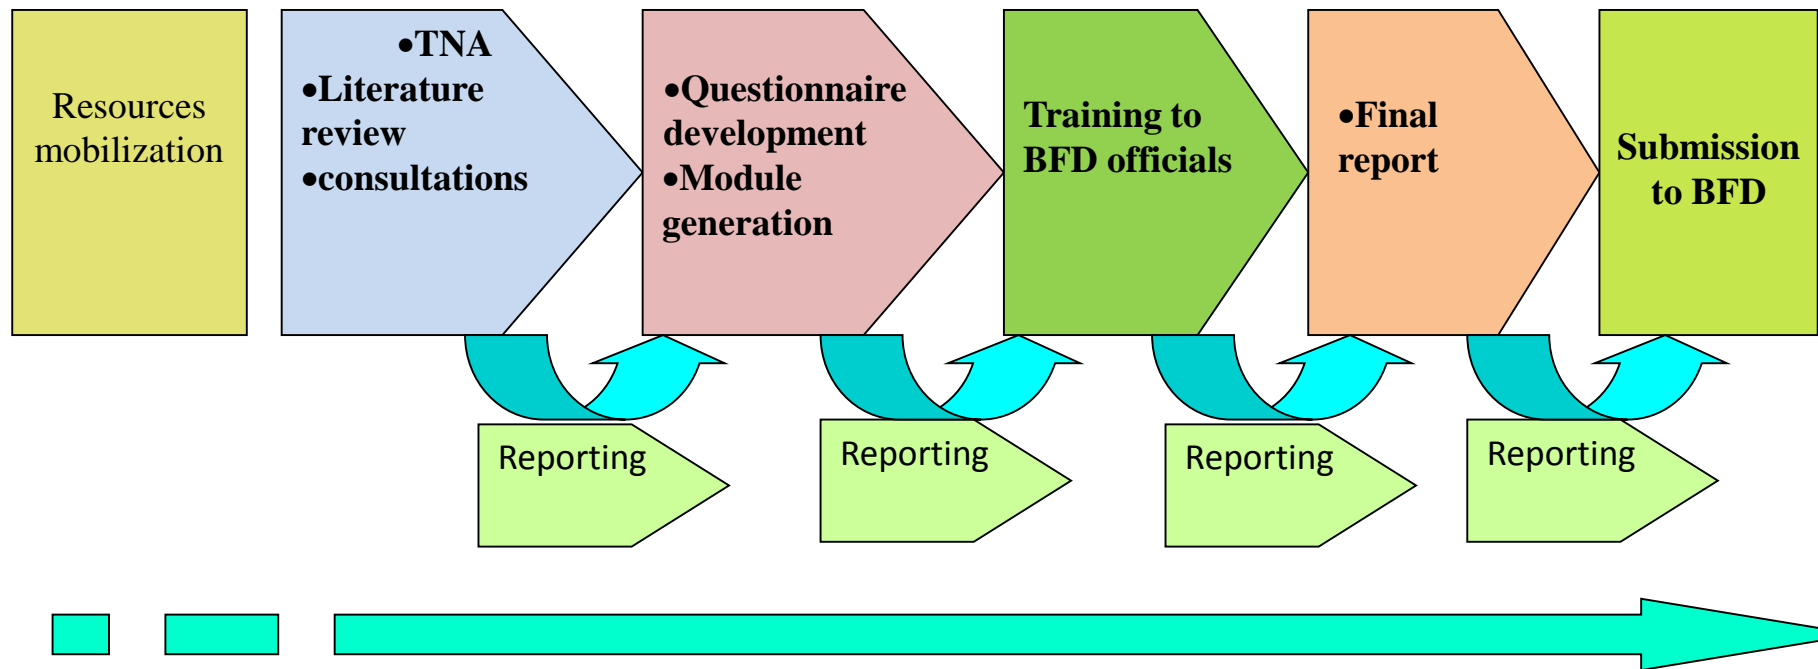 Resources
mobilization
•TNA
•Literature
review
•consultations
•Questionnaire
development
•Module
generation
Training to
BFD officials
•Final
report
Submission
to BFD
Reporting
Reporting
Reporting
Reporting